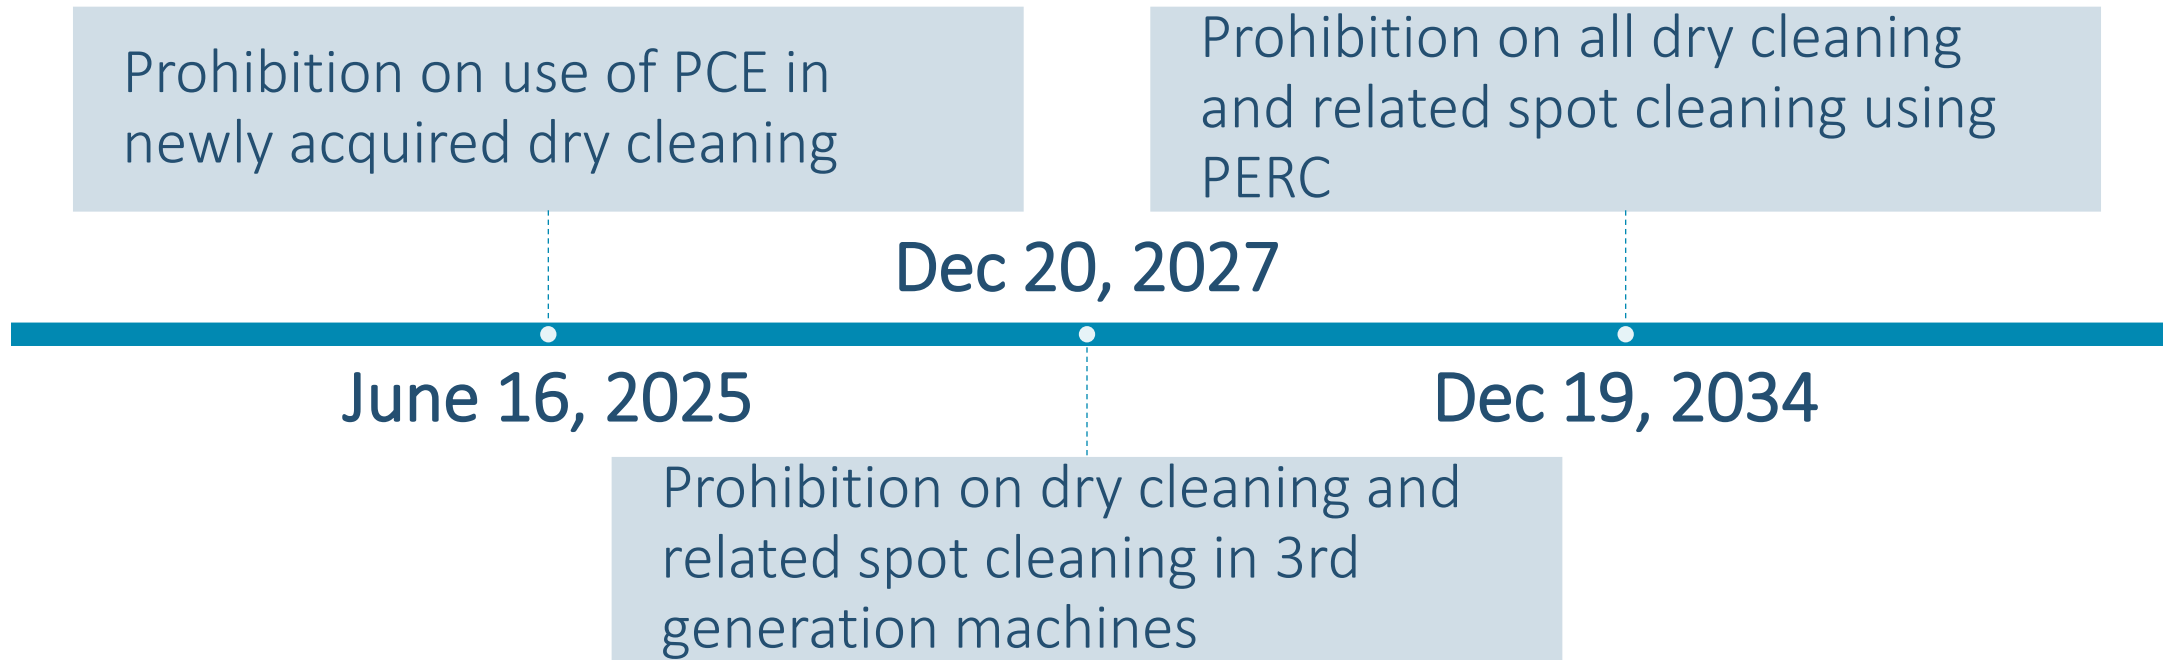 Prohibition on use of PCE in
newly acquired dry cleaning
June 16, 2025
Dec 20, 2027
Prohibition on dry cleaning and
related spot cleaning in 3rd
generation machines
Prohibition on all dry cleaning
and related spot cleaning using
PERC
Dec 19, 2034